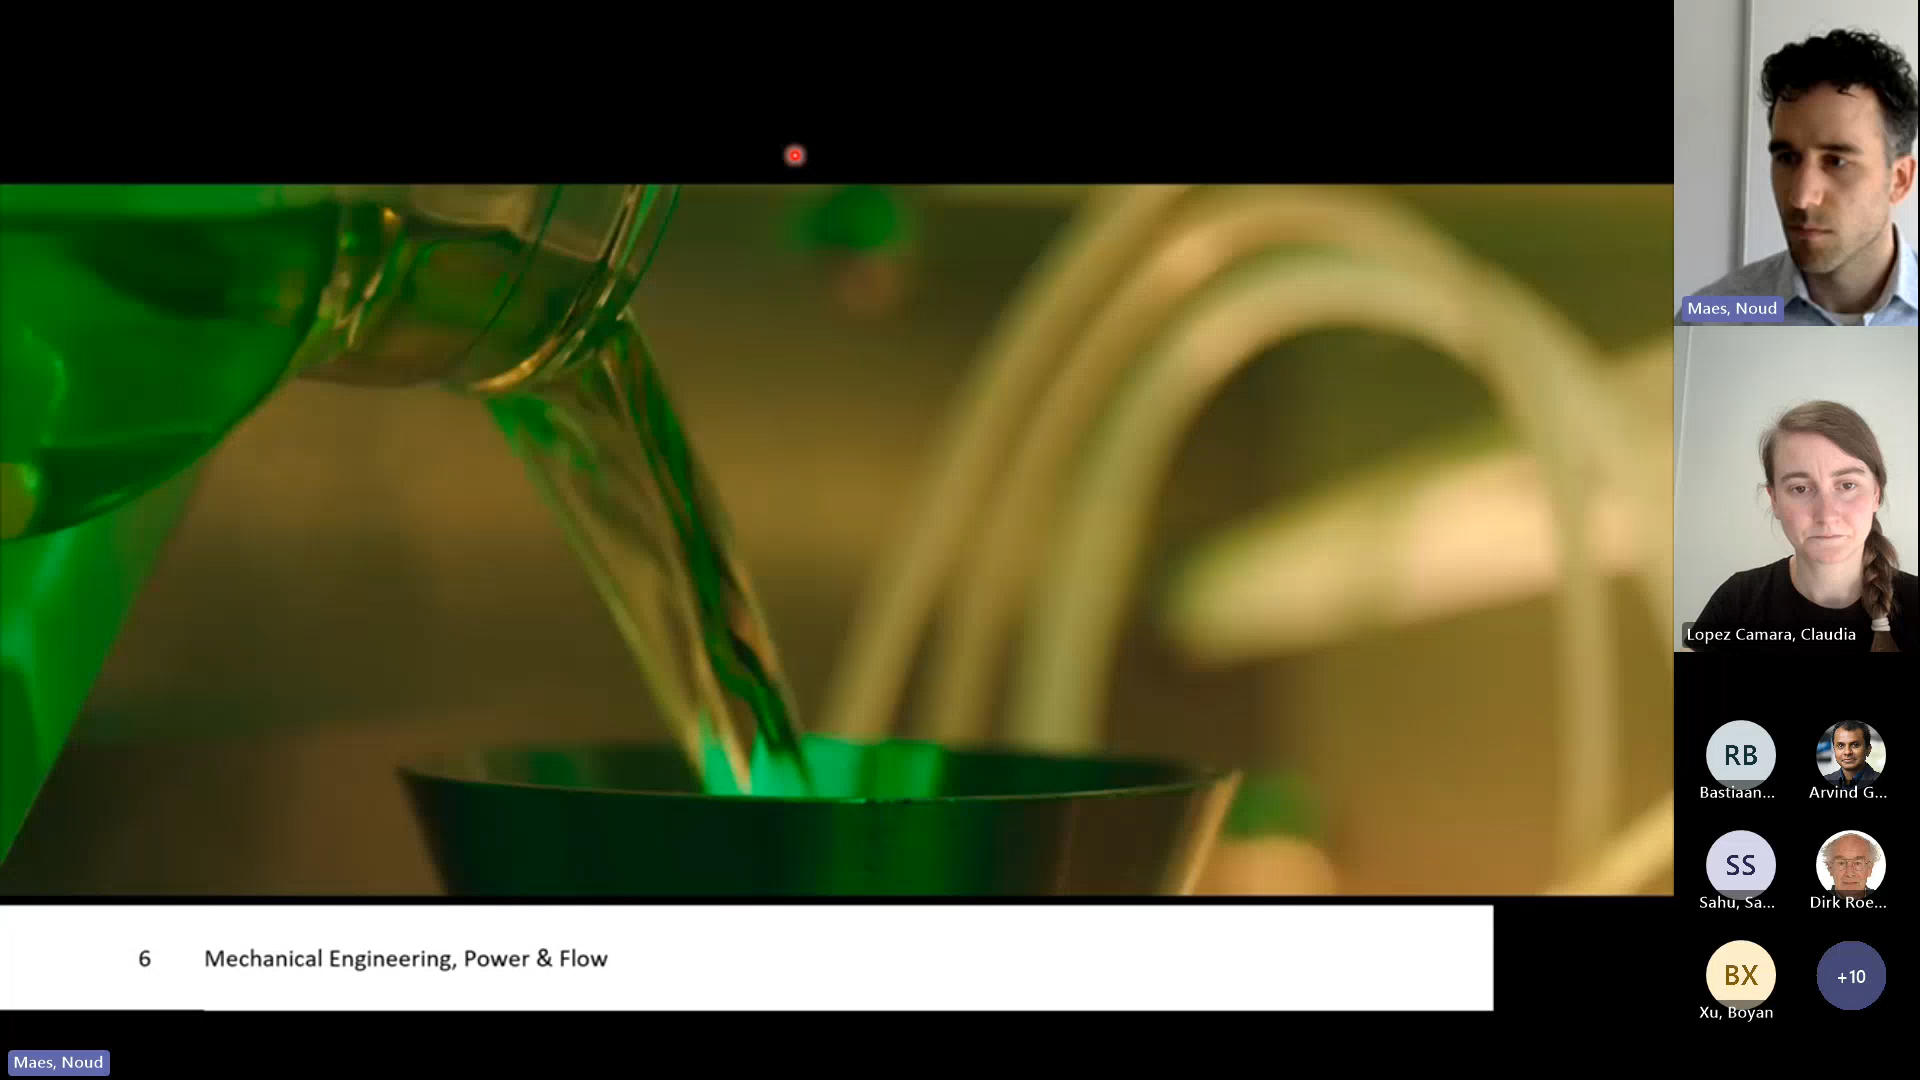 6 Mechanical Engineering, Power & Flow
Maes, Noud
Maes, Noud
Lopez Camara, Claudia
RB
Bastiaan...
Arvind G...
SS
Sahu, Sa...
Dirk Roe...
BX
Xu, Boyan
+10